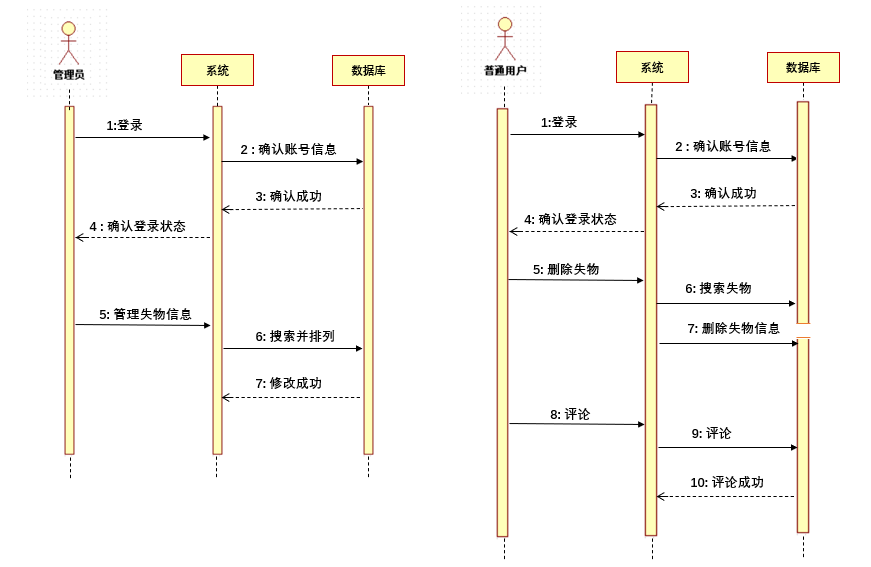 管理员
系统
数据库
1:登录
2 : 确认账号信息
3: 确认成功
4 : 确认登录状态
5: 管理失物信息
6: 搜索并排列
7: 修改成功
普通用户
系统
数据库
1:登录
2 : 确认账号信息
3: 确认成功
4: 确认登录状态
5: 删除失物
6: 搜索失物
7: 删除失物信息
8: 评论
9: 评论
10: 评论成功